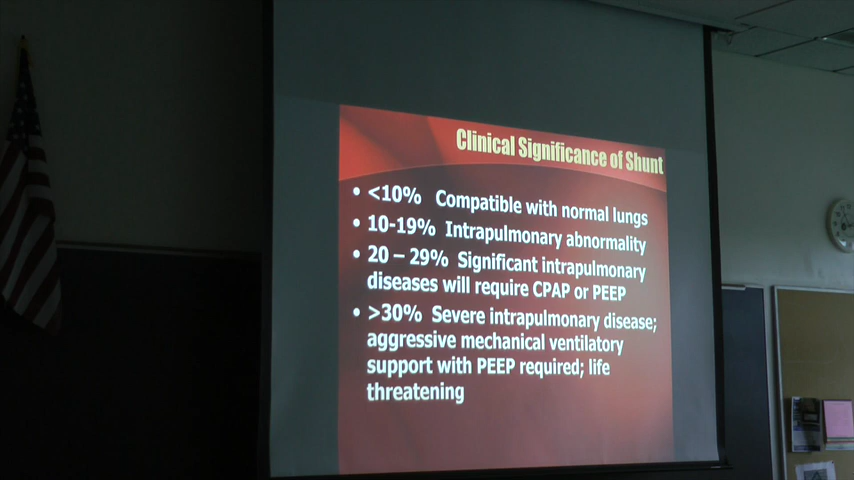 Clinical Significance of Shunt
• <10% Compatible with normal lungs
• 10-19% Intrapulmonary abnormality
• 20 – 29% Significant intrapulmonary
diseases will require CPAP or PEEP
• >30% Severe intrapulmonary disease;
aggressive mechanical ventilatory
support with PEEP required; life
threatening